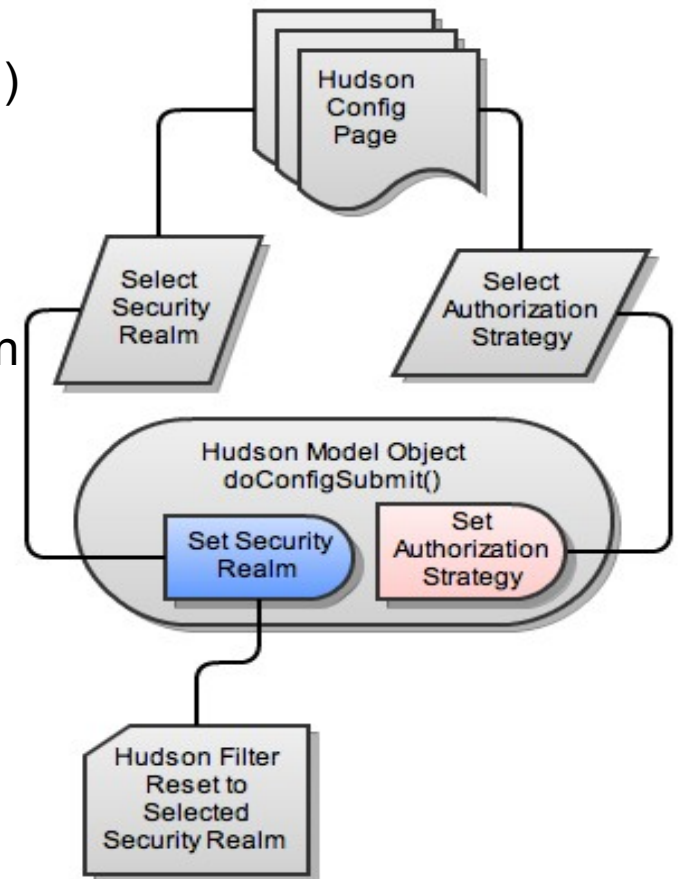 )
n
Hudson
Config
Page
Select
Security
Realm
Select
Authorization
Strategy
Hudson Model Object
doConfigSubmit()
Set Security
Realm
Set
Authorization
Strategy
Hudson Filter
Reset to
Selected
Security Realm